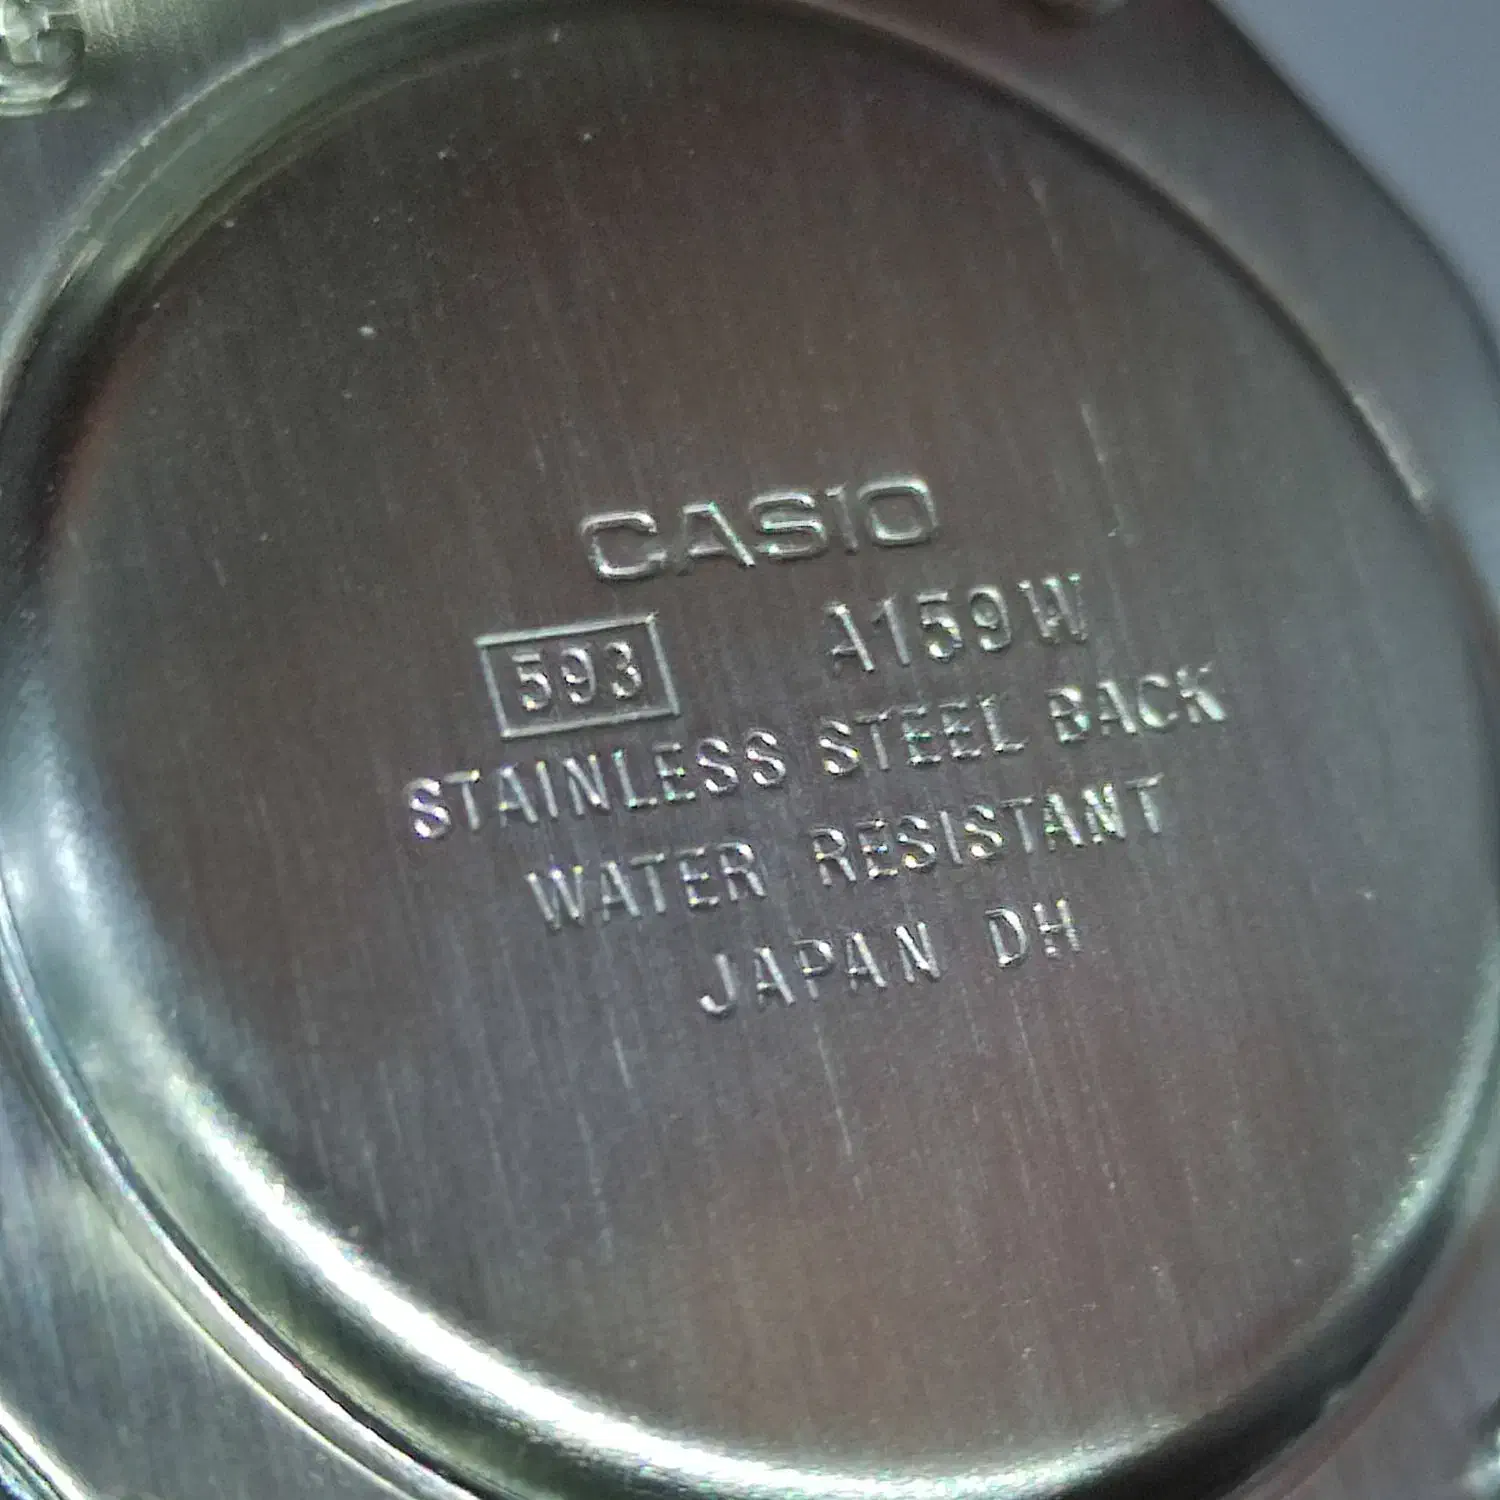 CASIO
593 A159W
STAINLESS STEEL BACK
WATER RESISTANT
JAPAN DH